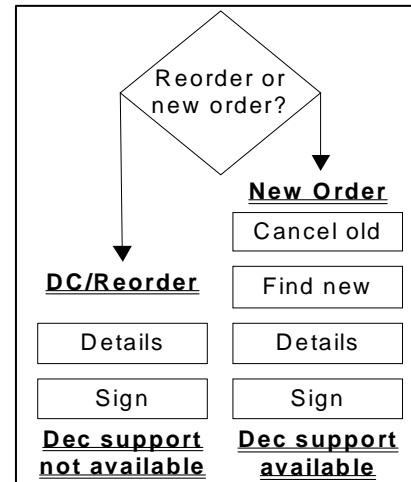 Reorder or
new order?
New Order
Cancel old
DC/Reorder
Find new
Details
Details
Sign
Sign
Dec support
not available
Dec support
available